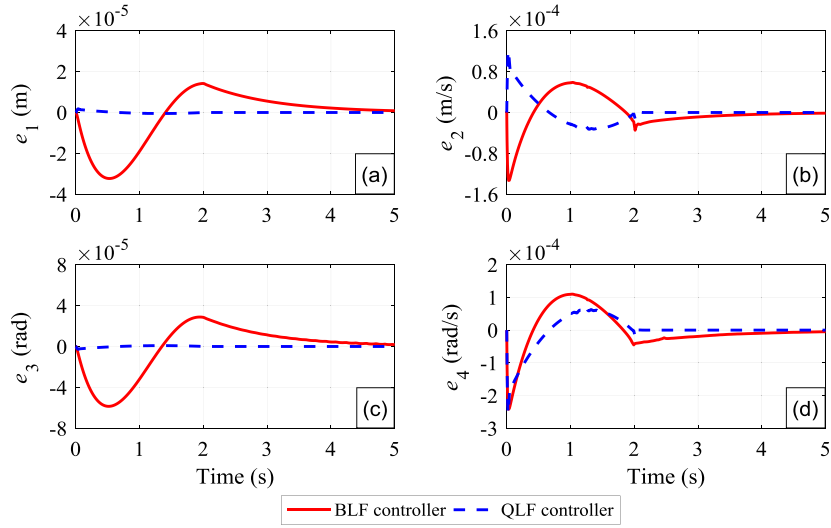 ×10⁻⁵
4
2
0
-2
-4
e₁ (m)
(a)
0 1 2 3 4 5
×10⁻⁴
1.6
0.8
0
-0.8
-1.6
e₂ (m/s)
(b)
0 1 2 3 4 5
×10⁻⁵
8
4
0
-4
-8
e₃ (rad)
(c)
0 1 2 3 4 5
Time (s)
×10⁻⁴
2
1
0
-1
-2
-3
e₄ (rad/s)
(d)
0 1 2 3 4 5
Time (s)
BLF controller QLF controller